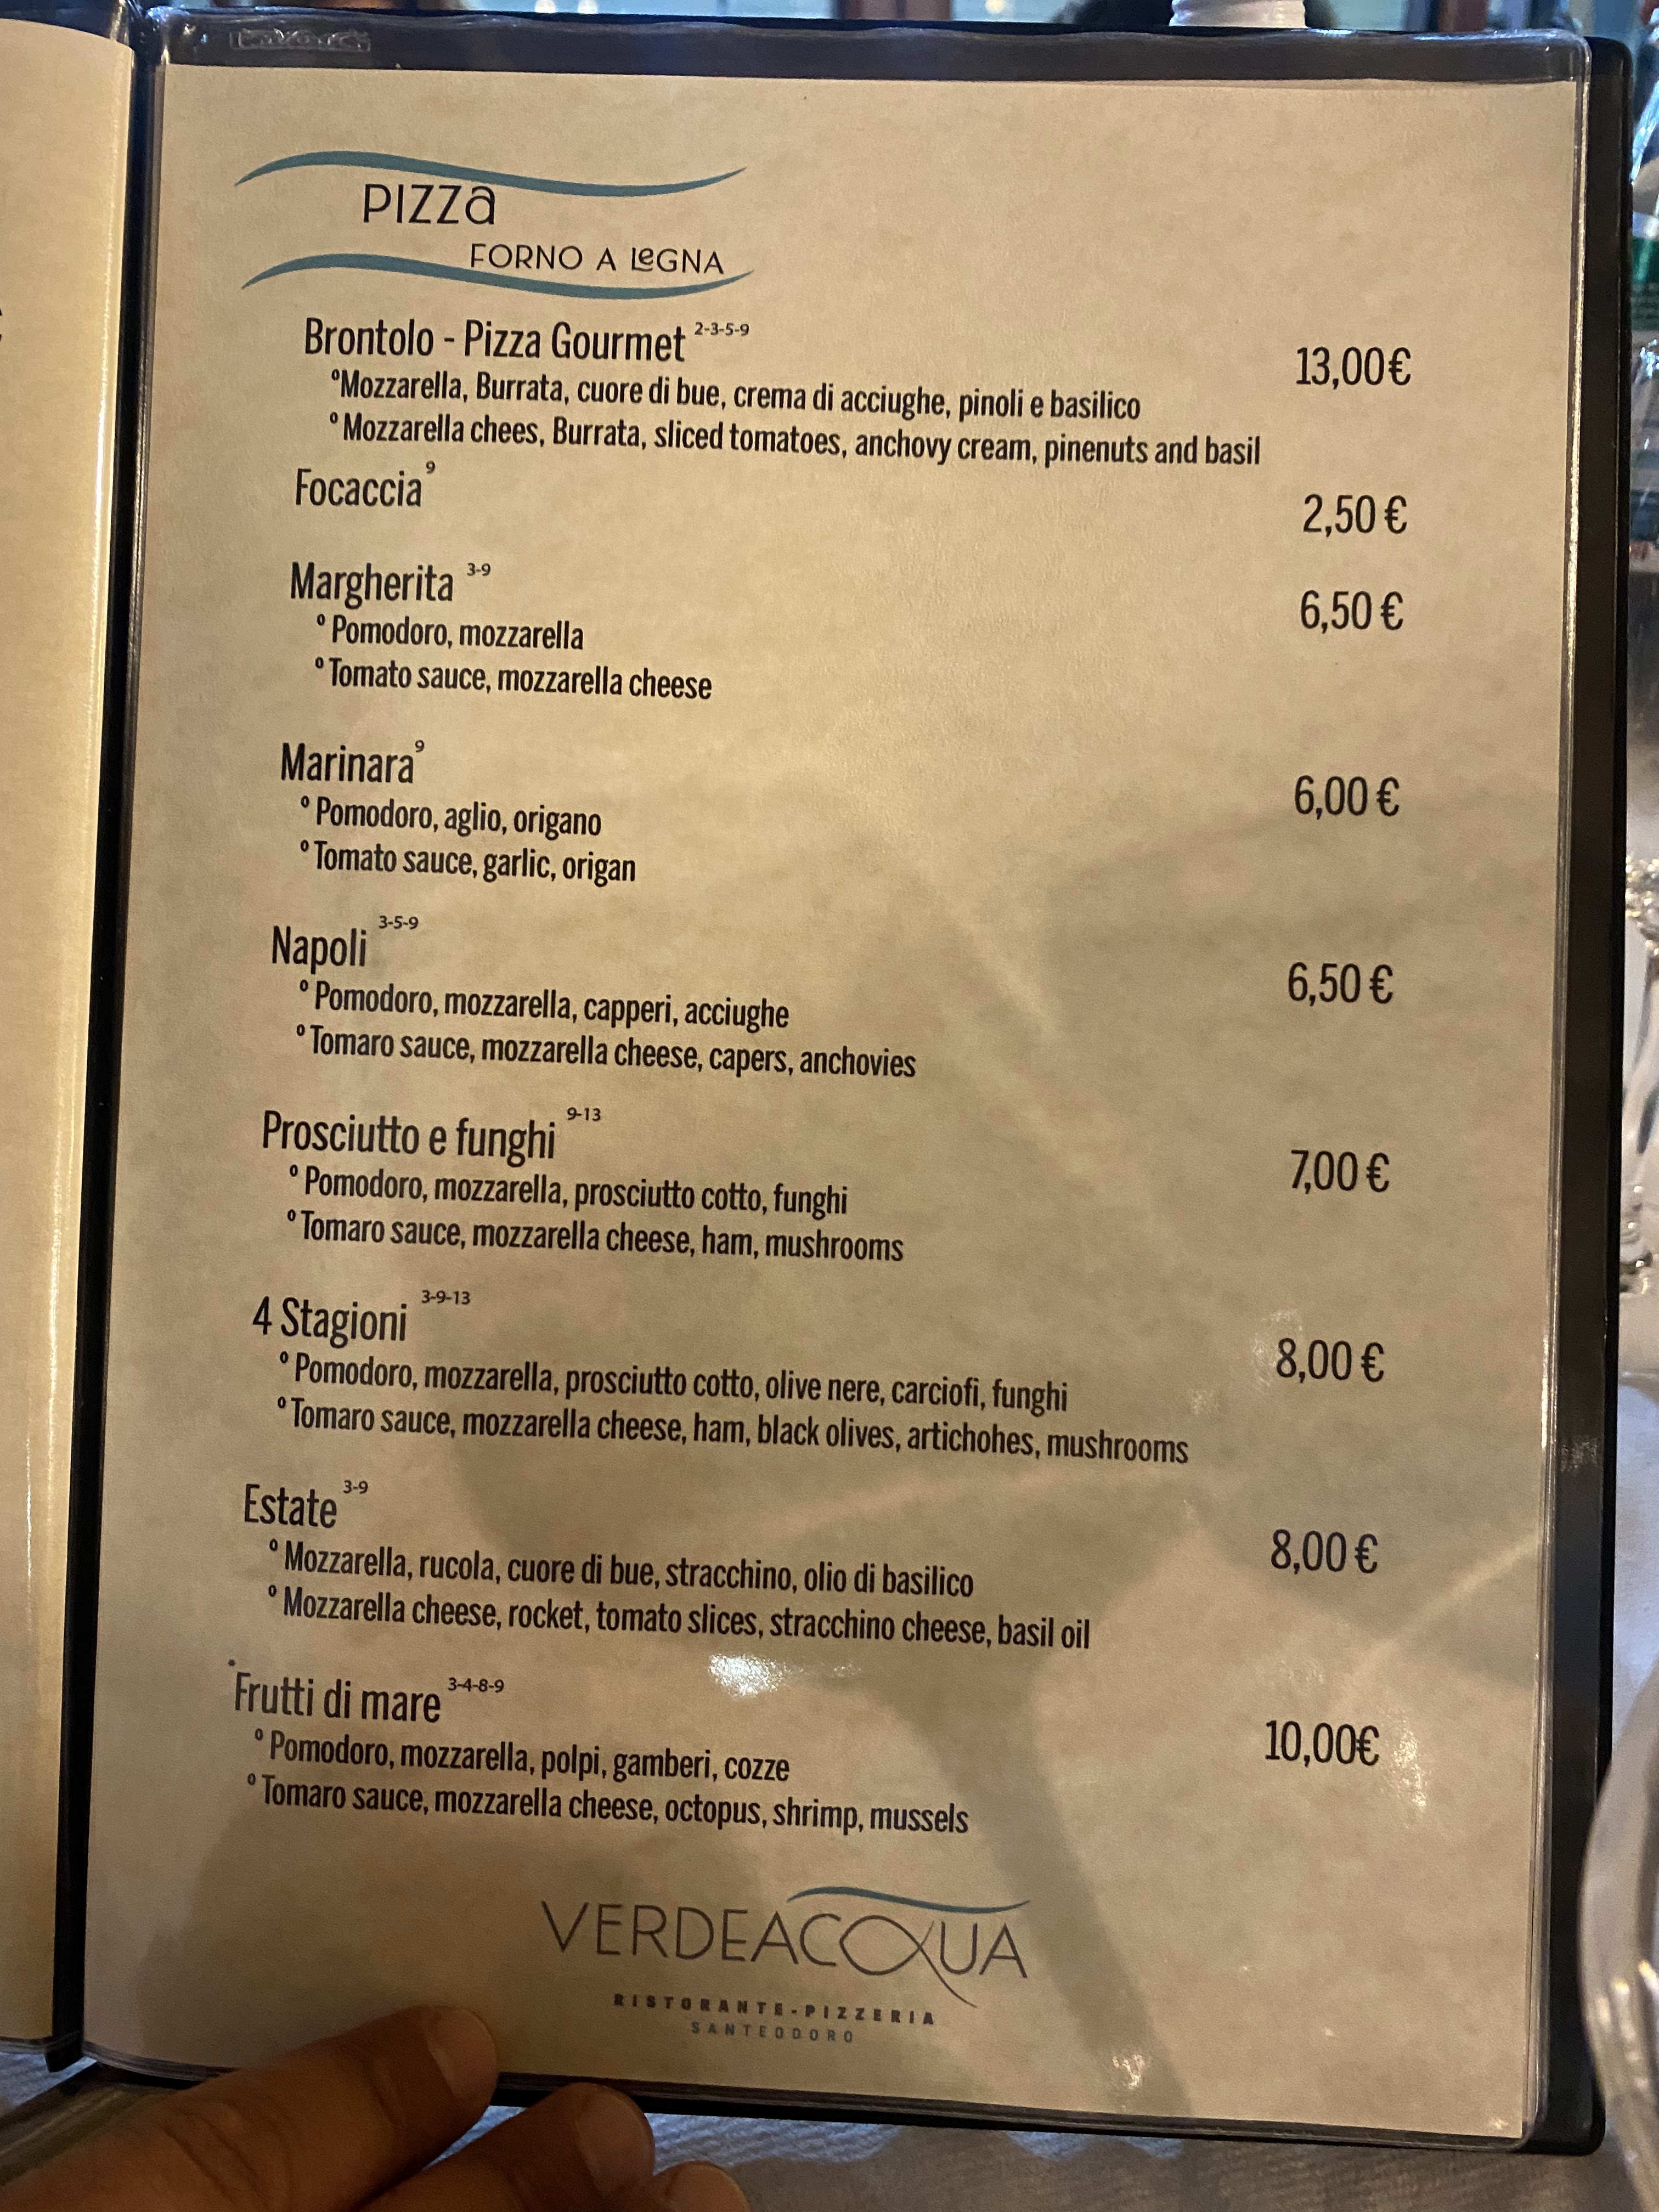 PIZZa
FORNO A LeGNA
Brontolo - Pizza Gourmet 2-3-5-9 13,00€
°Mozzarella, Burrata, cuore di bue, crema di acciughe, pinoli e basilico
° Mozzarella chees, Burrata, sliced tomatoes, anchovy cream, pinenuts and basil
Focaccia 9 2,50 €
Margherita 3-9 6,50 €
° Pomodoro, mozzarella
° Tomato sauce, mozzarella cheese
Marinara 9 6,00 €
° Pomodoro, aglio, origano
° Tomato sauce, garlic, origan
Napoli 3-5-9 6,50 €
° Pomodoro, mozzarella, capperi, acciughe
° Tomaro sauce, mozzarella cheese, capers, anchovies
Prosciutto e funghi 9-13 7,00 €
° Pomodoro, mozzarella, prosciutto cotto, funghi
° Tomaro sauce, mozzarella cheese, ham, mushrooms
4 Stagioni 3-9-13 8,00 €
° Pomodoro, mozzarella, prosciutto cotto, olive nere, carciofi, funghi
° Tomaro sauce, mozzarella cheese, ham, black olives, artichohes, mushrooms
Estate 3-9 8,00 €
° Mozzarella, rucola, cuore di bue, stracchino, olio di basilico
° Mozzarella cheese, rocket, tomato slices, stracchino cheese, basil oil
Frutti di mare 3-4-8-9 10,00€
° Pomodoro, mozzarella, polpi, gamberi, cozze
° Tomaro sauce, mozzarella cheese, octopus, shrimp, mussels
VERDEACQUA
RISTORANTE-PIZZERIA
SANTEODORO